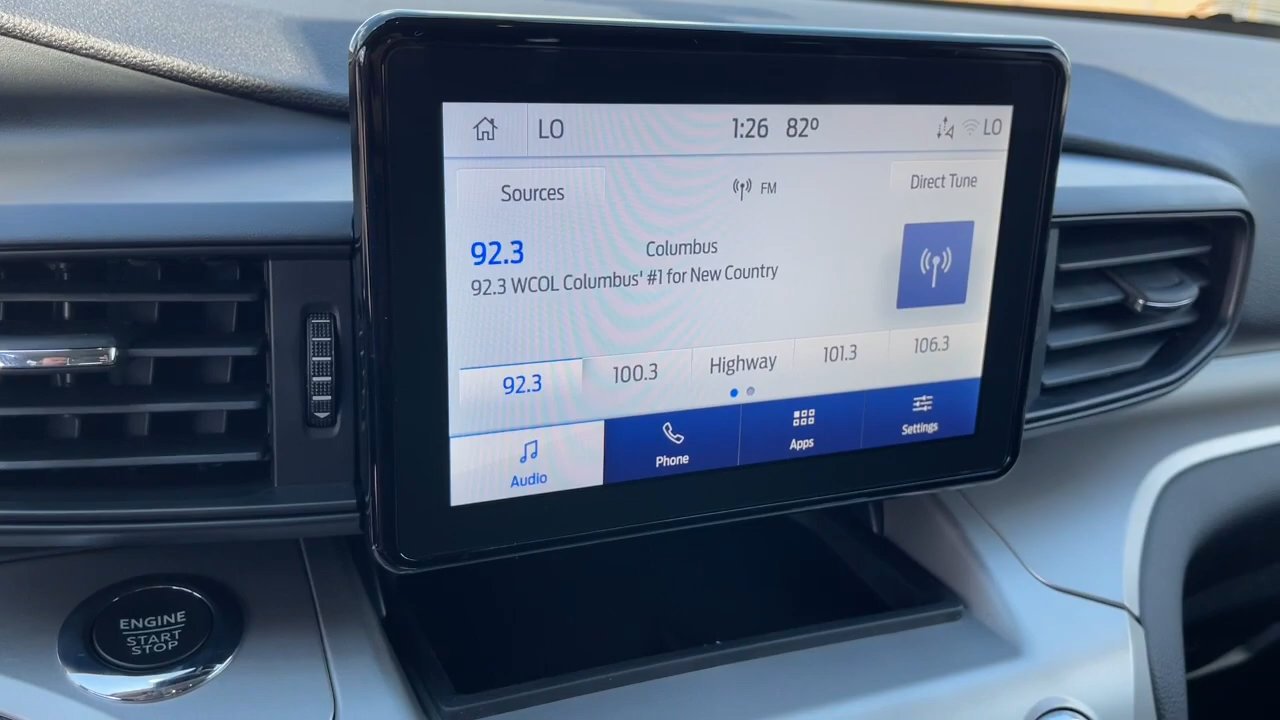 LO
1:26 82°
LO
Sources
FM
Direct Tune
92.3
Columbus
92.3 WCOL Columbus' #1 for New Country
92.3
100.3
Highway
101.3
106.3
Audio
Phone
Apps
Settings
ENGINE
START
STOP